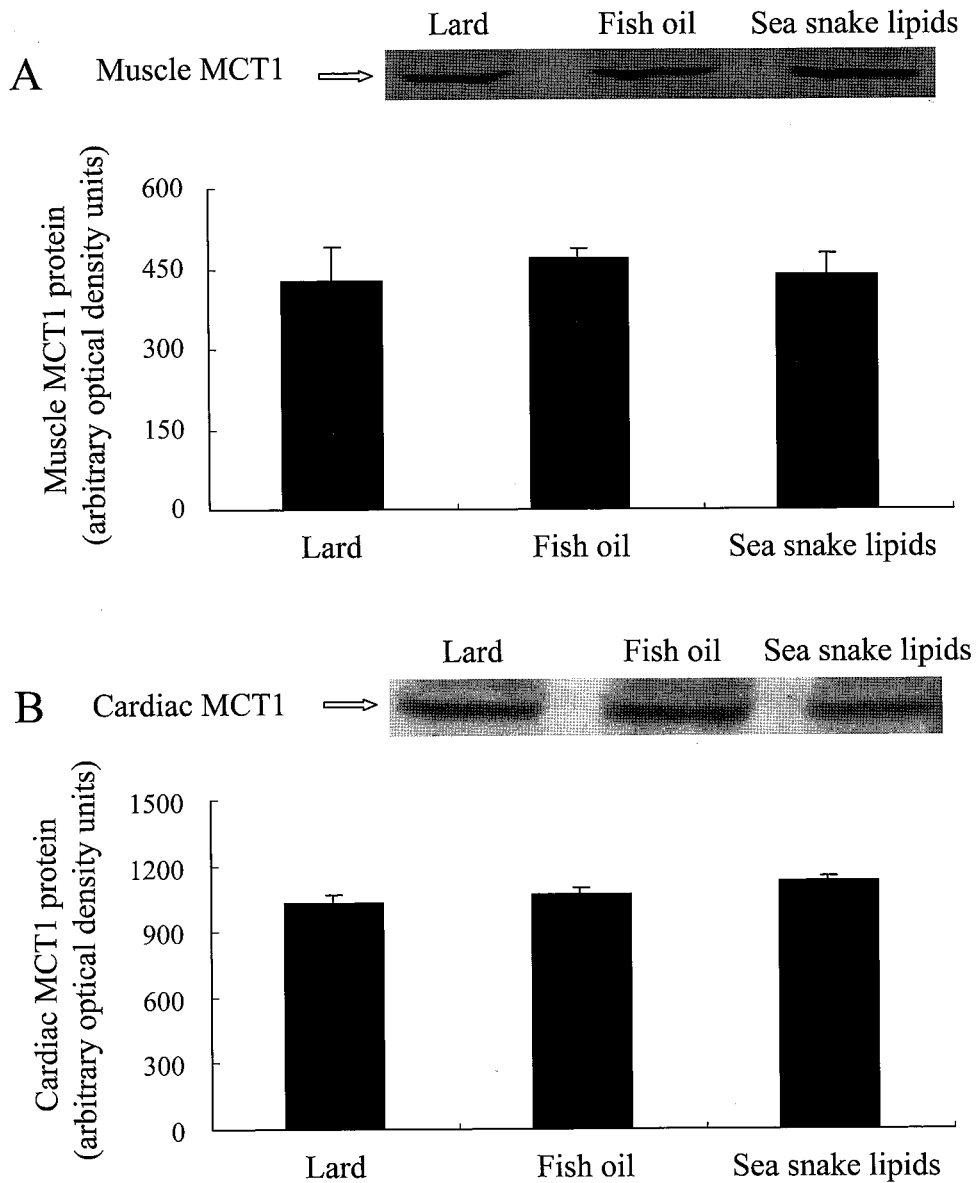 Lard Fish oil Sea snake lipids
A Muscle MCT1
Muscle MCT1 protein
(arbitrary optical density units)
600
450
300
150
0
Lard Fish oil Sea snake lipids
Lard Fish oil Sea snake lipids
B Cardiac MCT1
Cardiac MCT1 protein
(arbitrary optical density units)
1500
1200
900
600
300
0
Lard Fish oil Sea snake lipids